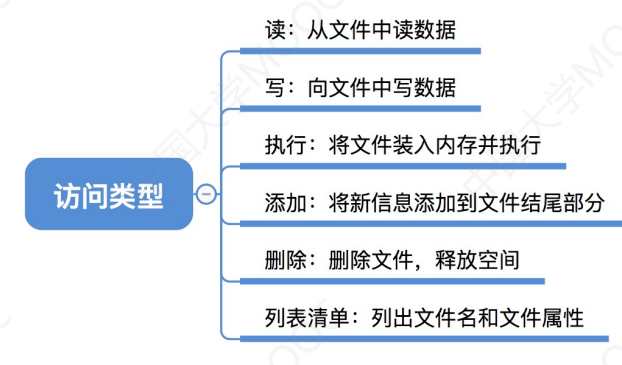 读：从文件中读数据
写：向文件中写数据
执行：将文件装入内存并执行
访问类型
添加：将新信息添加到文件结尾部分
删除：删除文件，释放空间
列表清单：列出文件名和文件属性